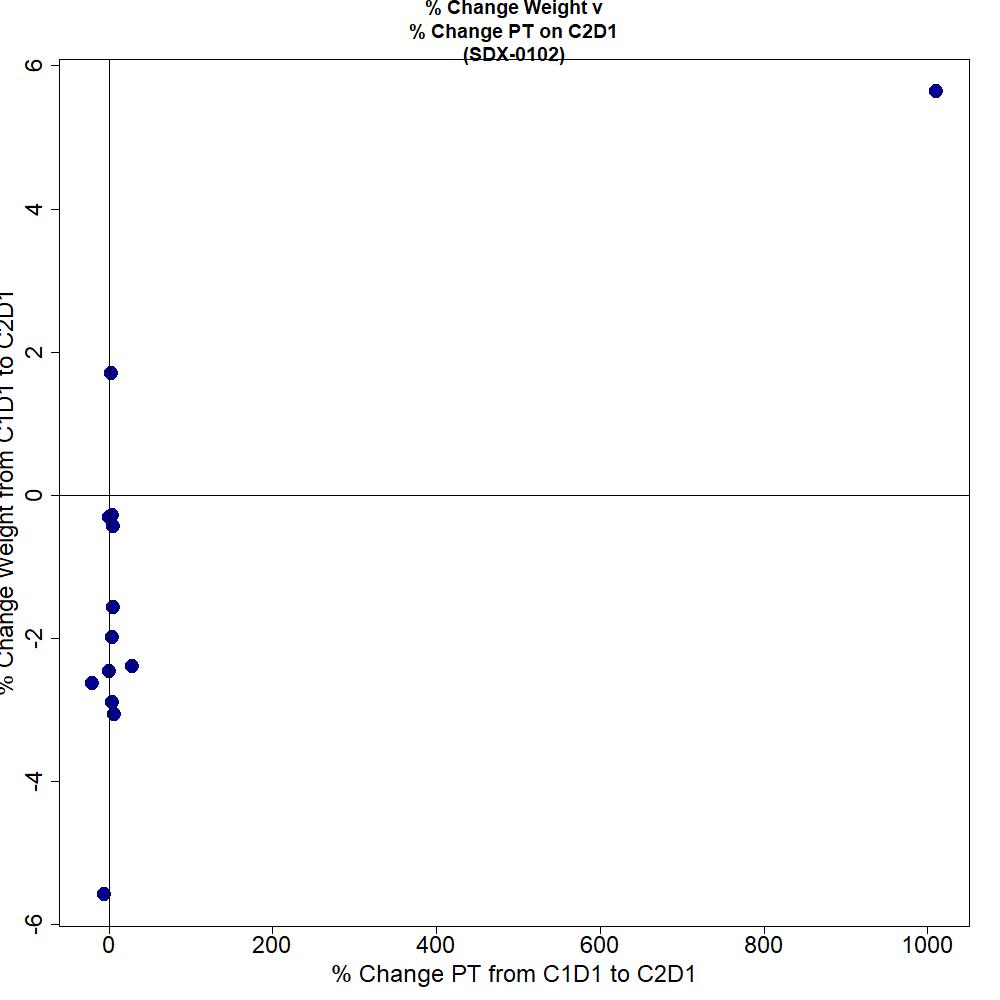 % Change Weight v
% Change PT on C2D1
(SDX-0102)
6
4
2
0
-2
-4
-6
% Change Weight from C1D1 to C2D1
0 200 400 600 800 1000
% Change PT from C1D1 to C2D1